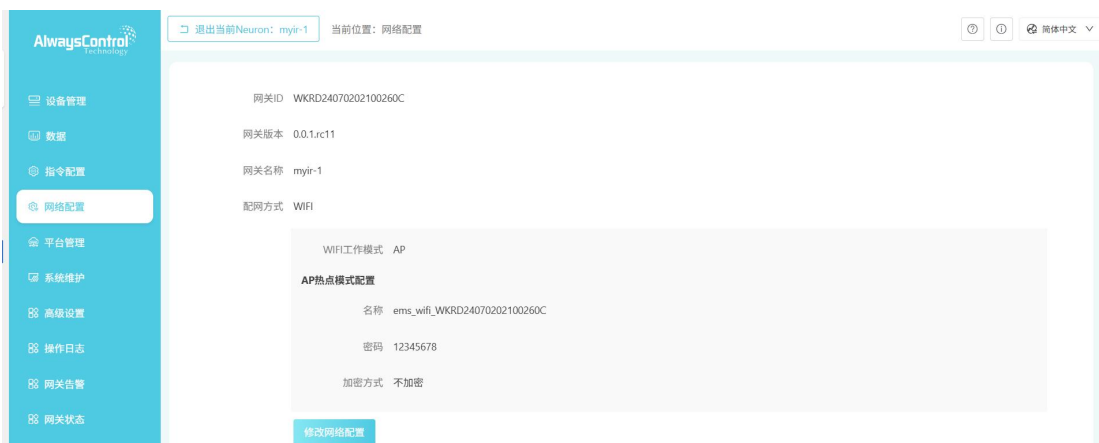 AlwaysControl
Technology
退出当前Neuron：myir-1
当前位置：网络配置
简体中文
设备管理
数据
指令配置
网络配置
平台管理
系统维护
高级设置
操作日志
网关告警
网关状态
网关ID WKRD24070202100260C
网关版本 0.0.1.rc11
网关名称 myir-1
配网方式 WIFI
WIFI工作模式 AP
AP热点模式配置
名称 ems_wifi_WKRD24070202100260C
密码 12345678
加密方式 不加密
修改网络配置